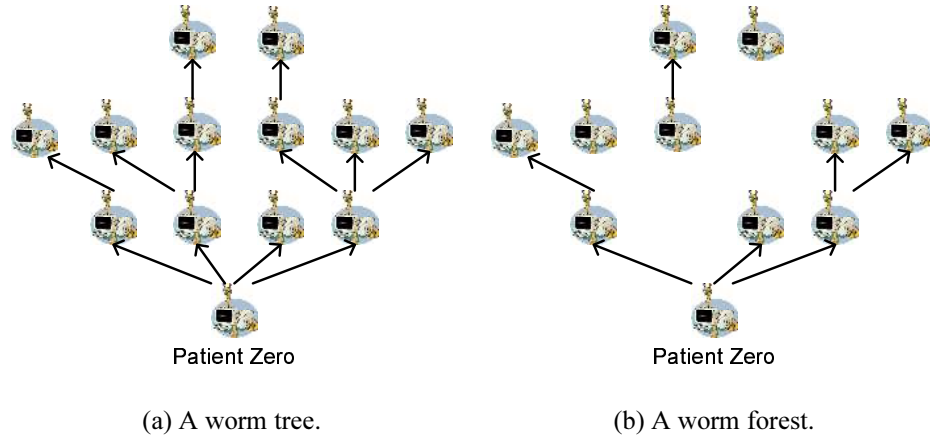 Patient Zero
Patient Zero
(a) A worm tree.
(b) A worm forest.